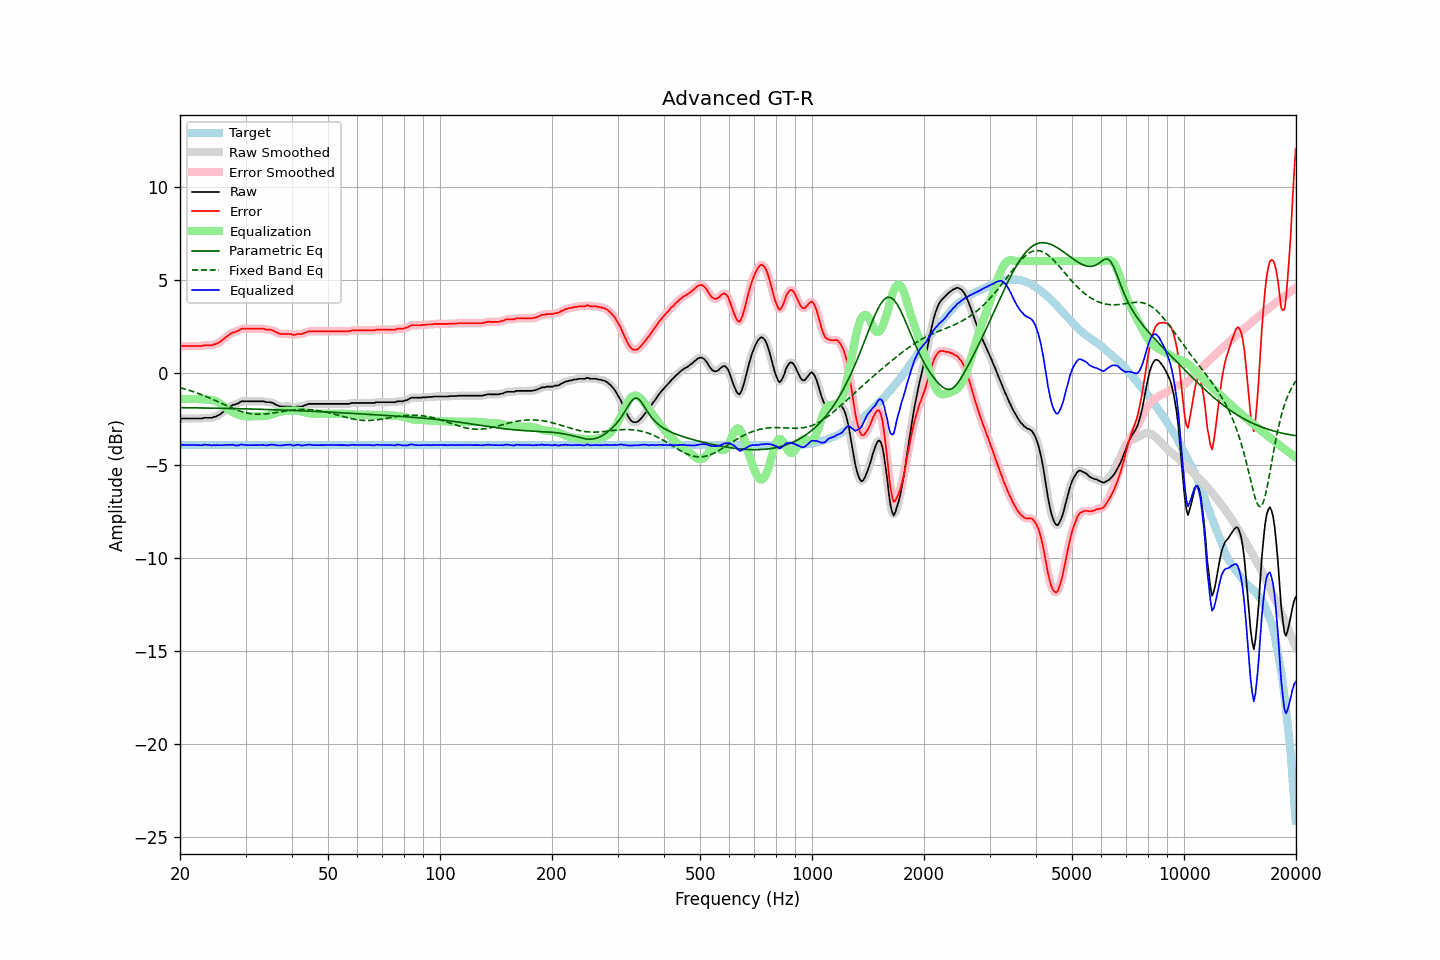 Advanced GT-R
Target
Raw Smoothed
Error Smoothed
Raw
Error
Equalization
Parametric Eq
Fixed Band Eq
Equalized
10
5
0
−5
−10
−15
−20
−25
Amplitude (dBr)
20 50 100 200 500 1000 2000 5000 10000 20000
Frequency (Hz)